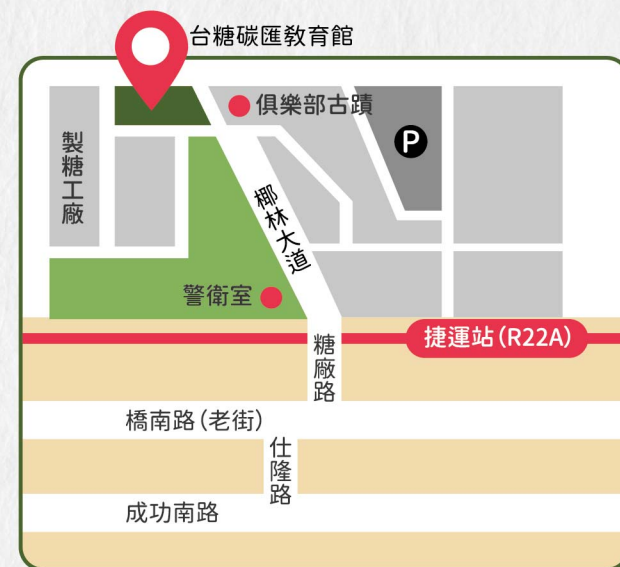 台糖碳匯教育館
俱樂部古蹟
P
製糖工廠
椰林大道
警衛室
捷運站(R22A)
糖廠路
橋南路(老街)
仕隆路
成功南路